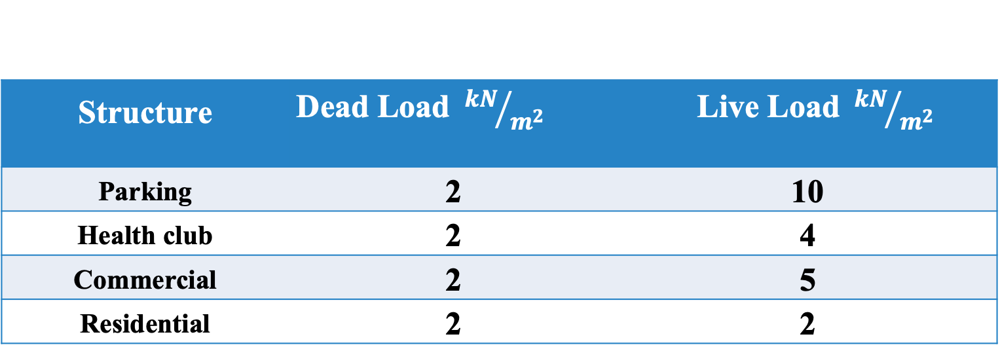 Structure Dead Load kN/m² Live Load kN/m²
Parking 2 10
Health club 2 4
Commercial 2 5
Residential 2 2